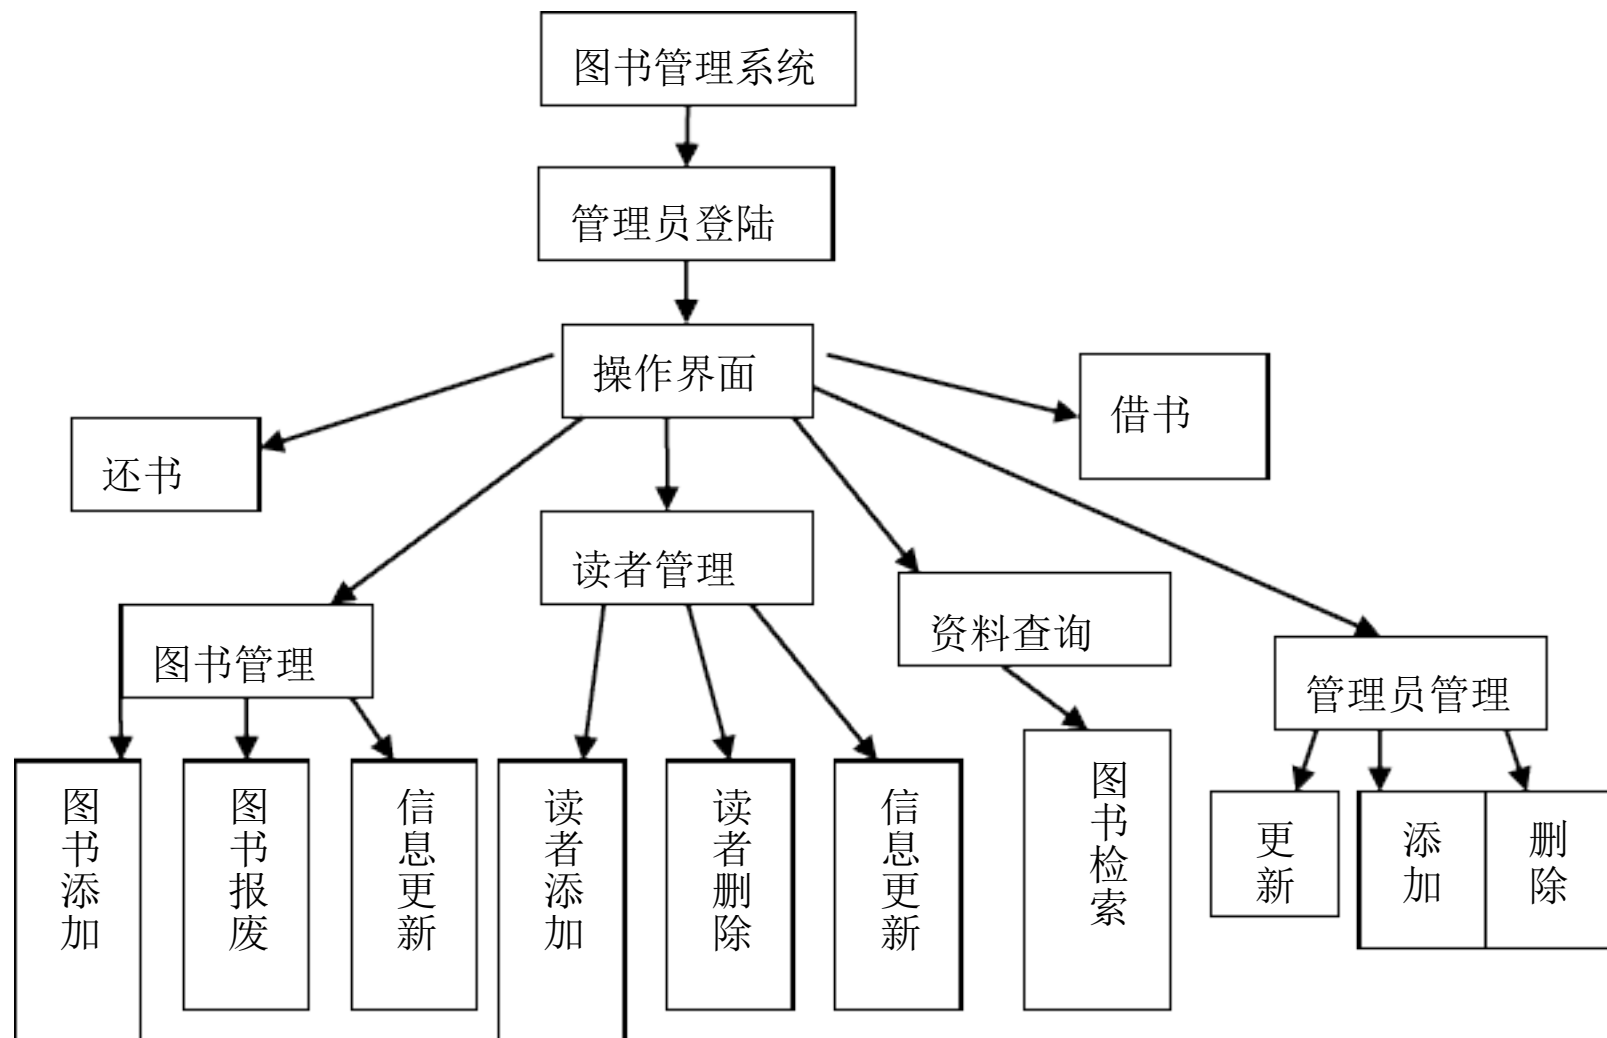 图书管理系统
管理员登陆
操作界面
借书
还书
读者管理
资料查询
图书管理
管理员管理
图书添加
图书报废
信息更新
读者添加
读者删除
信息更新
图书检索
更新
添加
删除